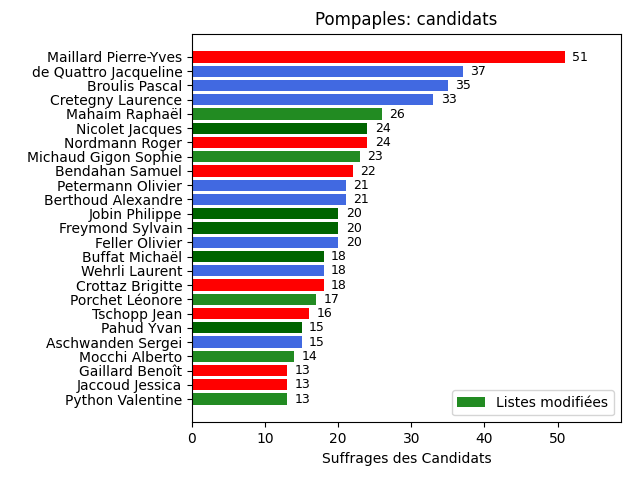 Pompaples: candidats
Maillard Pierre-Yves 51
de Quattro Jacqueline 37
Broulis Pascal 35
Cretegny Laurence 33
Mahaim Raphaël 26
Nicolet Jacques 24
Nordmann Roger 24
Michaud Gigon Sophie 23
Bendahan Samuel 22
Petermann Olivier 21
Berthoud Alexandre 21
Jobin Philippe 20
Freymond Sylvain 20
Feller Olivier 20
Buffat Michaël 18
Wehrli Laurent 18
Crottaz Brigitte 18
Porchet Léonore 17
Tschopp Jean 16
Pahud Yvan 15
Aschwanden Sergei 15
Mocchi Alberto 14
Gaillard Benoît 13
Jaccoud Jessica 13
Python Valentine 13
Listes modifiées
0 10 20 30 40 50
Suffrages des Candidats